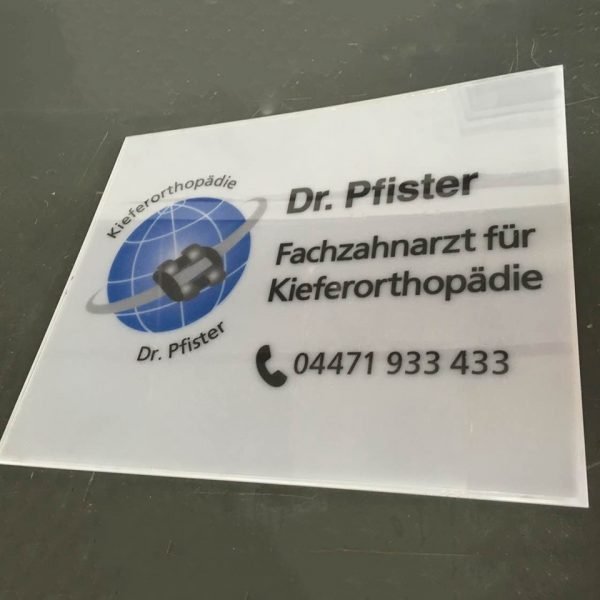 Kieferorthopädie
Dr. Pfister
Dr. Pfister
Fachzahnarzt für
Kieferorthopädie
04471 933 433